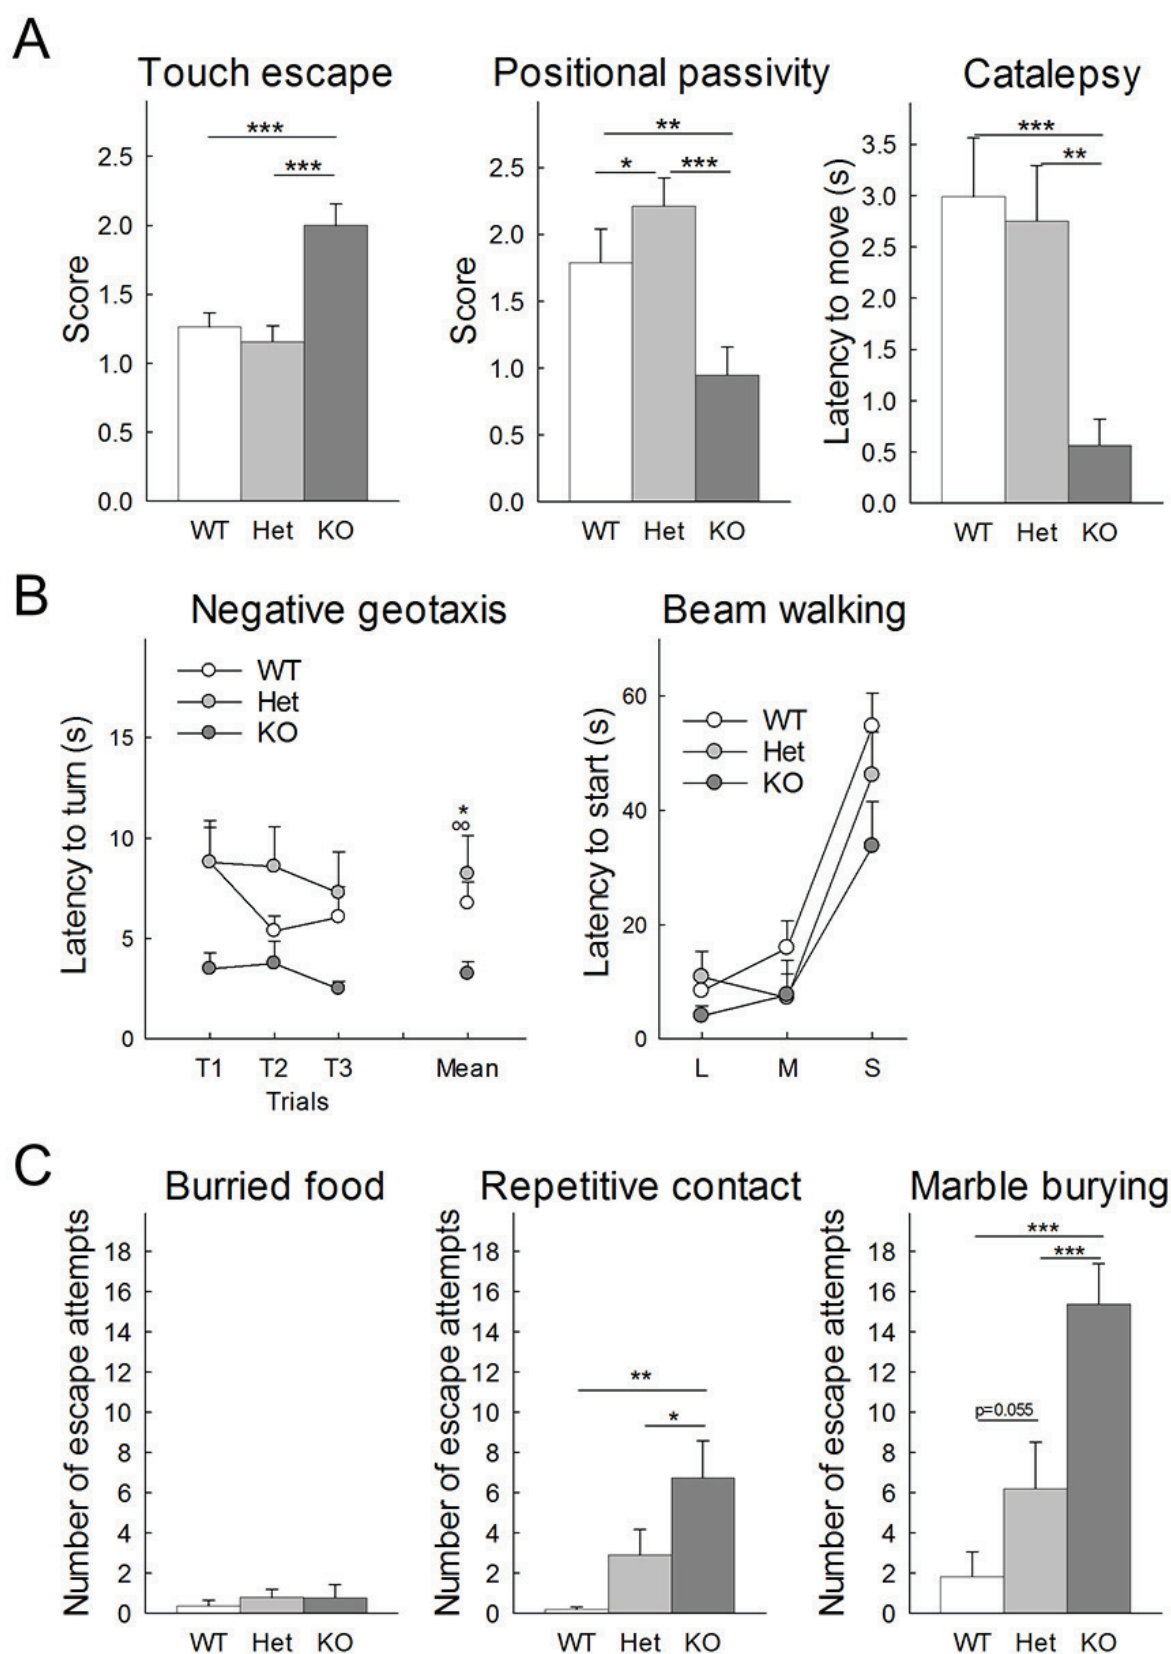 A
Touch escape
Positional passivity
Catalepsy
Score
2.5
2.0
1.5
1.0
0.5
0.0
***
***
WT Het KO
Score
2.5
2.0
1.5
1.0
0.5
0.0
**
* ***
WT Het KO
Latency to move (s)
3.5
3.0
2.5
2.0
1.5
1.0
0.5
0.0
***
**
WT Het KO
B
Negative geotaxis
Beam walking
Latency to turn (s)
15
10
5
0
WT
Het
KO
*
∞
T1 T2 T3 Mean
Trials
Latency to start (s)
60
40
20
0
WT
Het
KO
L M S
C
Burried food
Repetitive contact
Marble burying
Number of escape attempts
18
16
14
12
10
8
6
4
2
0
WT Het KO
Number of escape attempts
18
16
14
12
10
8
6
4
2
0
**
*
WT Het KO
Number of escape attempts
18
16
14
12
10
8
6
4
2
0
***
***
p=0.055
WT Het KO